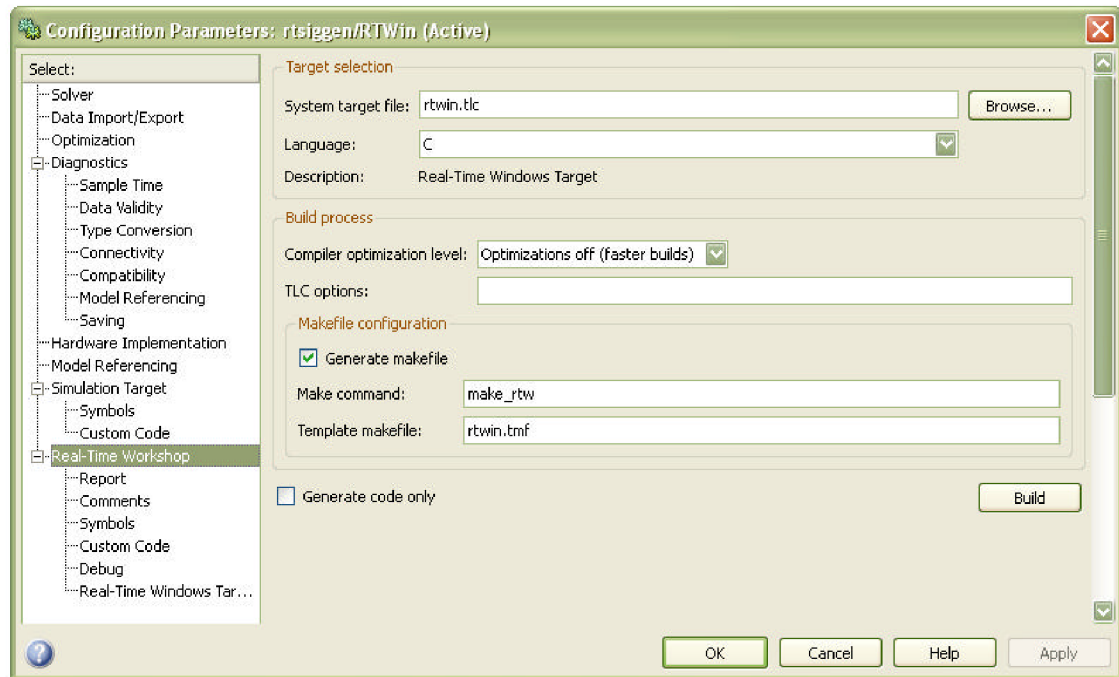 Configuration Parameters: rtsiggen/RTWin (Active)
Select:
Solver
Data Import/Export
Optimization
Diagnostics
Sample Time
Data Validity
Type Conversion
Connectivity
Compatibility
Model Referencing
Saving
Hardware Implementation
Model Referencing
Simulation Target
Symbols
Custom Code
Real-Time Workshop
Report
Comments
Symbols
Custom Code
Debug
Real-Time Windows Tar...
Target selection
System target file: rtwin.tlc Browse...
Language: C
Description: Real-Time Windows Target
Build process
Compiler optimization level: Optimizations off (faster builds)
TLC options:
Makefile configuration
Generate makefile
Make command: make_rtw
Template makefile: rtwin.tmf
Generate code only Build
? OK Cancel Help Apply